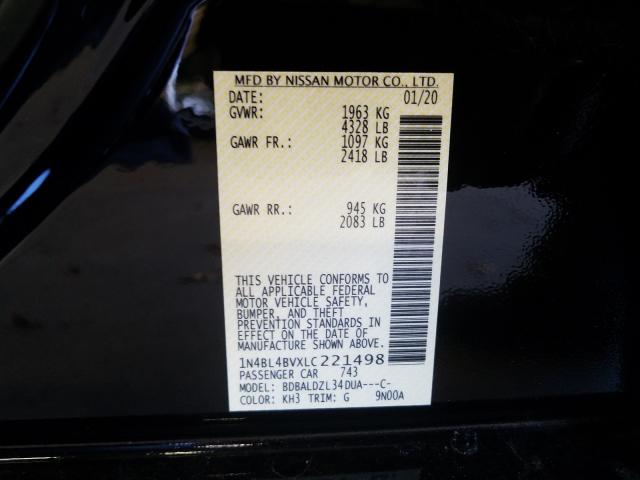 MFD BY NISSAN MOTOR CO., LTD.
DATE: 01/20
GVWR: 1963 KG
4328 LB
GAWR FR.: 1097 KG
2418 LB
GAWR RR.: 945 KG
2083 LB
THIS VEHICLE CONFORMS TO
ALL APPLICABLE FEDERAL
MOTOR VEHICLE SAFETY,
BUMPER, AND THEFT
PREVENTION STANDARDS IN
EFFECT ON THE DATE OF
MANUFACTURE SHOWN ABOVE.
1N4BL4BVXLC221498
PASSENGER CAR 743
MODEL: BDBALDZL34DUA---C-
COLOR: KH3 TRIM: G 9N00A